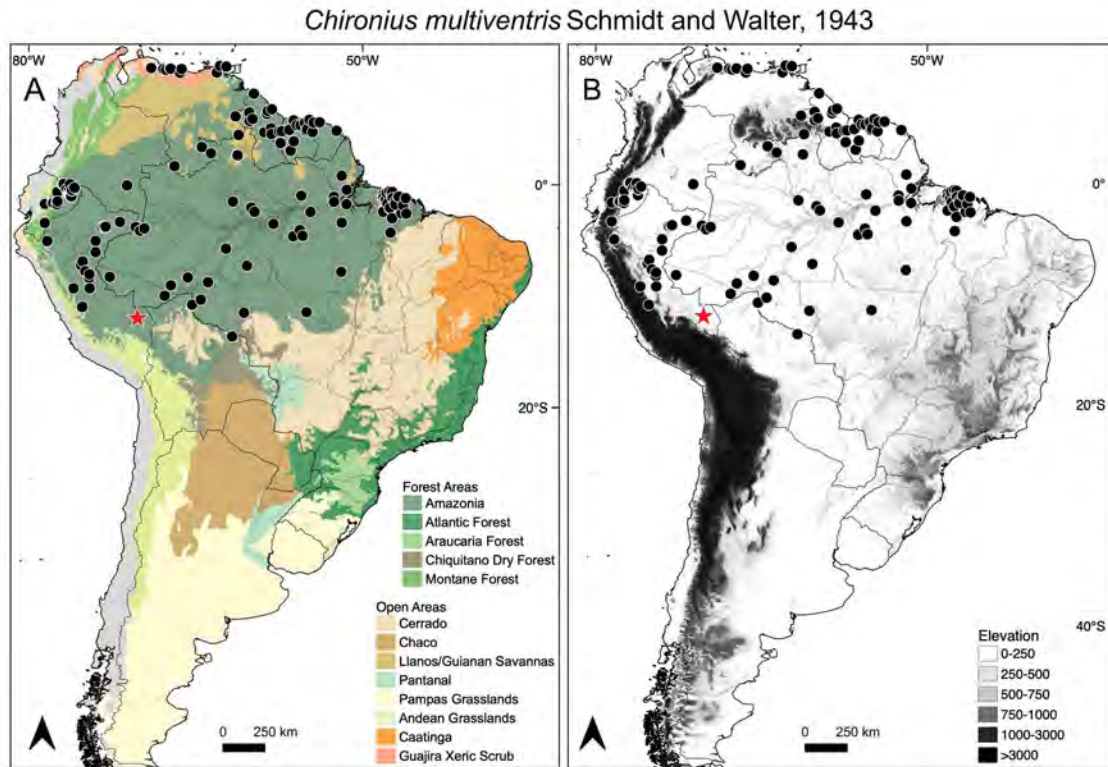 Chironius multiventris Schmidt and Walter, 1943
A
80°W
50°W
0°
20°S
Forest Areas
Amazonia
Atlantic Forest
Araucaria Forest
Chiquitano Dry Forest
Montane Forest
Open Areas
Cerrado
Chaco
Llanos/Guianan Savannas
Pantanal
Pampas Grasslands
Andean Grasslands
Caatinga
Guajira Xeric Scrub
0 250 km
B
80°W
50°W
0°
20°S
40°S
Elevation
0-250
250-500
500-750
750-1000
1000-3000
>3000
0 250 km